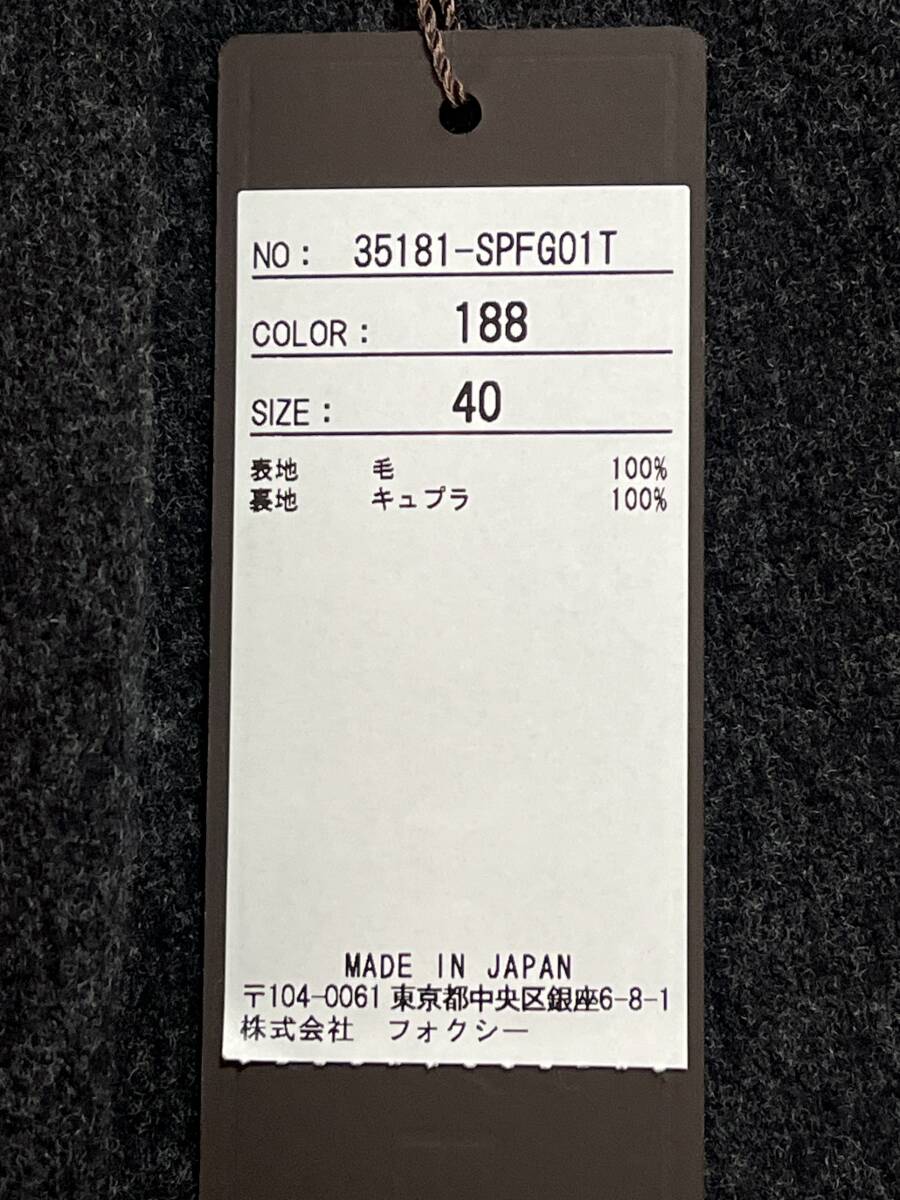 NO: 35181-SPFG01T
COLOR: 188
SIZE: 40
表地 毛 100%
裏地 キュプラ 100%
MADE IN JAPAN
〒104-0061 東京都中央区銀座6-8-1
株式会社 フォクシー